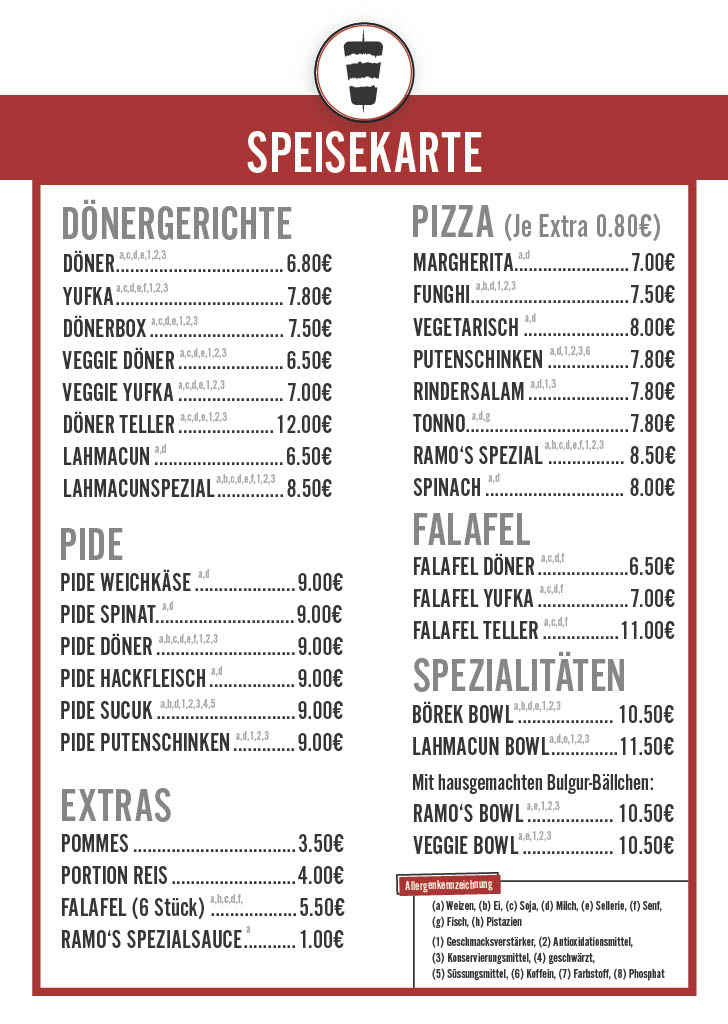 SPEISEKARTE
DÖNERGERICHTE
DÖNER a,c,d,e,1,2,3 ................................... 6.80€
YUFKA a,c,d,e,f,1,2,3 ................................... 7.80€
DÖNERBOX a,c,d,e,1,2,3 ............................ 7.50€
VEGGIE DÖNER a,c,d,e,1,2,3 ...................... 6.50€
VEGGIE YUFKA a,c,d,e,1,2,3 ...................... 7.00€
DÖNER TELLER a,c,d,e,1,2,3 .................... 12.00€
LAHMACUN a,d ........................... 6.50€
LAHMACUNSPEZIAL a,b,c,d,e,f,1,2,3 .............. 8.50€
PIDE
PIDE WEICHKÄSE a,d ..................... 9.00€
PIDE SPINAT a,d ............................. 9.00€
PIDE DÖNER a,b,c,d,e,f,1,2,3 ............................. 9.00€
PIDE HACKFLEISCH a,d ................. 9.00€
PIDE SUCUK a,b,d,1,2,3,4,5 ............................. 9.00€
PIDE PUTENSCHINKEN a,d,1,2,3 ............. 9.00€
EXTRAS
POMMES .................................. 3.50€
PORTION REIS .......................... 4.00€
FALAFEL (6 Stück) a,b,c,d,f, .................. 5.50€
RAMO‘S SPEZIALSAUCE a ........... 1.00€
PIZZA (Je Extra 0.80€)
MARGHERITA a,d ........................ 7.00€
FUNGHI a,b,d,1,2,3 ................................. 7.50€
VEGETARISCH a,d ...................... 8.00€
PUTENSCHINKEN a,d,1,2,3,6 ................. 7.80€
RINDERSALAM a,d,1,3 ..................... 7.80€
TONNO a,d,g .................................. 7.80€
RAMO‘S SPEZIAL a,b,c,d,e,f,1,2,3 ................ 8.50€
SPINACH a,d ............................. 8.00€
FALAFEL
FALAFEL DÖNER a,c,d,f ................... 6.50€
FALAFEL YUFKA a,c,d,f ................... 7.00€
FALAFEL TELLER a,c,d,f ................ 11.00€
SPEZIALITÄTEN
BÖREK BOWL a,b,d,e,1,2,3 .................... 10.50€
LAHMACUN BOWL a,d,e,1,2,3 .............. 11.50€
Mit hausgemachten Bulgur-Bällchen:
RAMO‘S BOWL a,e,1,2,3 .................. 10.50€
VEGGIE BOWL a,e,1,2,3 ................... 10.50€
Allergenkennzeichnung
(a) Weizen, (b) Ei, (c) Soja, (d) Milch, (e) Sellerie, (f) Senf,
(g) Fisch, (h) Pistazien
(1) Geschmacksverstärker, (2) Antioxidationsmittel,
(3) Konservierungsmittel, (4) geschwärzt,
(5) Süssungsmittel, (6) Koffein, (7) Farbstoff, (8) Phosphat